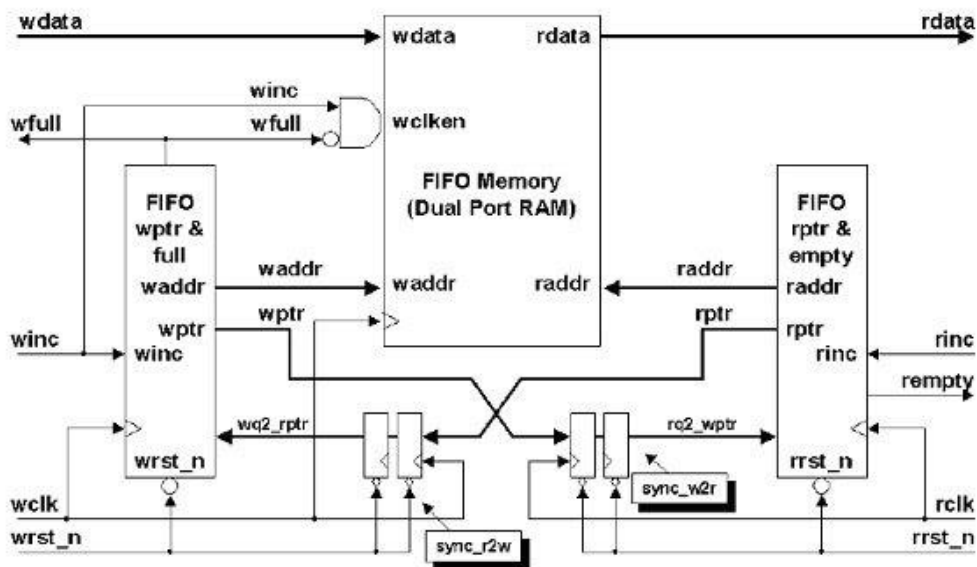 wdata
wdata
rdata
rdata
winc
wfull
wfull
wclken
FIFO Memory
(Dual Port RAM)
FIFO
wptr &
full
FIFO
rptr &
empty
waddr
waddr
waddr
raddr
raddr
raddr
wptr
wptr
rptr
rptr
winc
winc
rinc
rinc
rempty
wq2_rptr
rq2_wptr
wrst_n
rrst_n
sync_w2r
wclk
rclk
wrst_n
sync_r2w
rrst_n